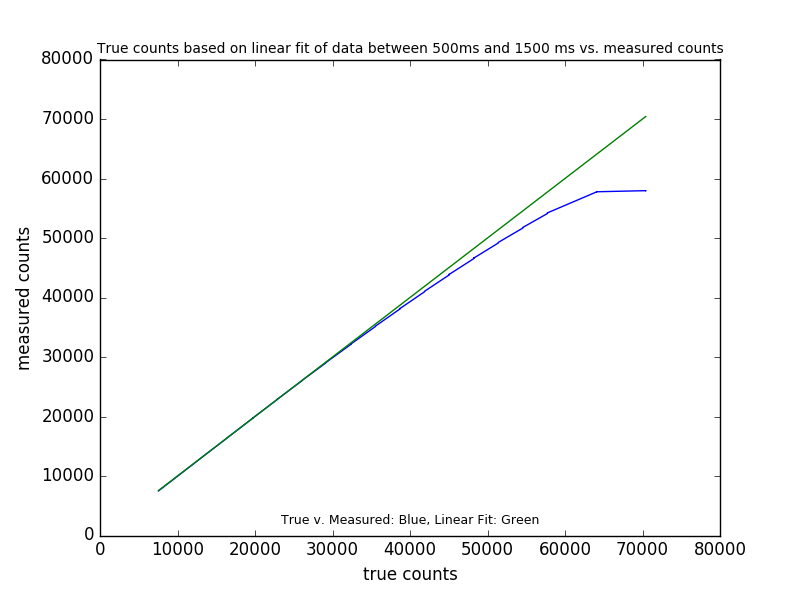 True counts based on linear fit of data between 500ms and 1500 ms vs. measured counts
80000
70000
60000
50000
40000
30000
20000
10000
0
measured counts
True v. Measured: Blue, Linear Fit: Green
0 10000 20000 30000 40000 50000 60000 70000 80000
true counts